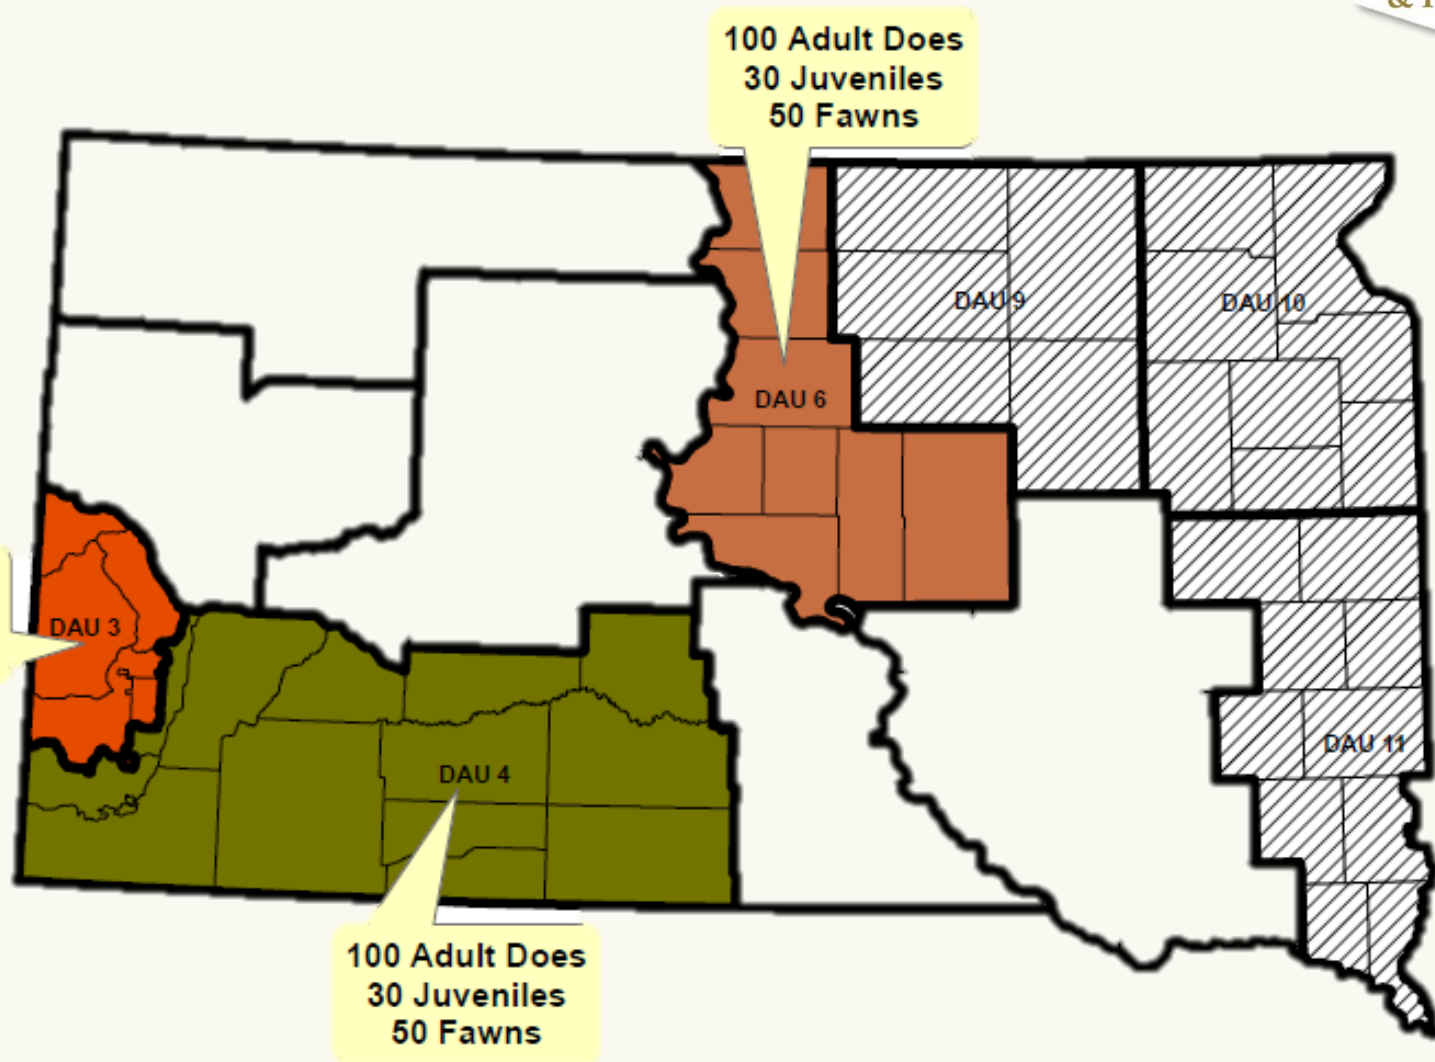 100 Adult Does
30 Juveniles
50 Fawns
DAU 9
DAU 10
DAU 6
DAU 3
DAU 11
DAU 4
100 Adult Does
30 Juveniles
50 Fawns